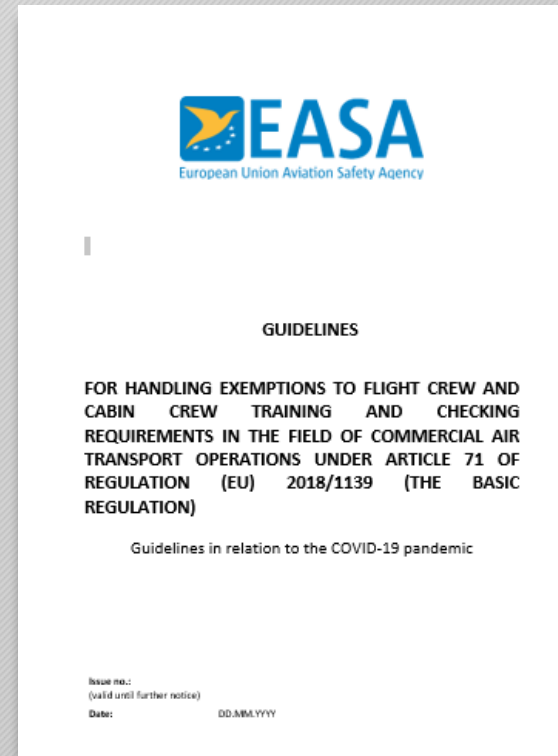 EASA
European Union Aviation Safety Agency
GUIDELINES
FOR HANDLING EXEMPTIONS TO FLIGHT CREW AND
CABIN CREW TRAINING AND CHECKING
REQUIREMENTS IN THE FIELD OF COMMERCIAL AIR
TRANSPORT OPERATIONS UNDER ARTICLE 71 OF
REGULATION (EU) 2018/1139 (THE BASIC
REGULATION)
Guidelines in relation to the COVID-19 pandemic
Issue no.:
(valid until further notice)
Date: DD.MM.YYYY